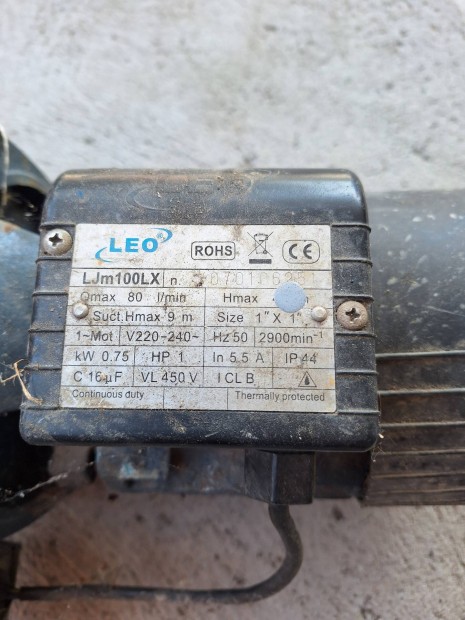 LEO®
ROHS CE
LJm100LX n.
Qmax 80 l/min Hmax
Suct.Hmax 9 m Size 1" X 1"
1~Mot V220-240~ Hz 50 2900min⁻¹
kW 0.75 HP 1 In 5.5 A IP 44
C 16µF VL 450 V I CL B
Continuous duty Thermally protected